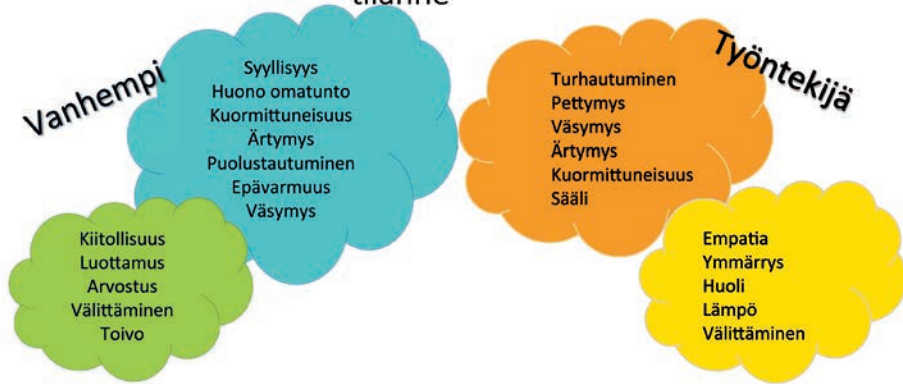 Vanhempi
Syyllisyys
Huono omatunto
Kuormittuneisuus
Ärtymys
Puolustautuminen
Epävarmuus
Väsymys
Kiitollisuus
Luottamus
Arvostus
Välittäminen
Toivo
Työntekijä
Turhautuminen
Pettymys
Väsymys
Ärtymys
Kuormittuneisuus
Sääli
Empatia
Ymmärrys
Huoli
Lämpö
Välittäminen